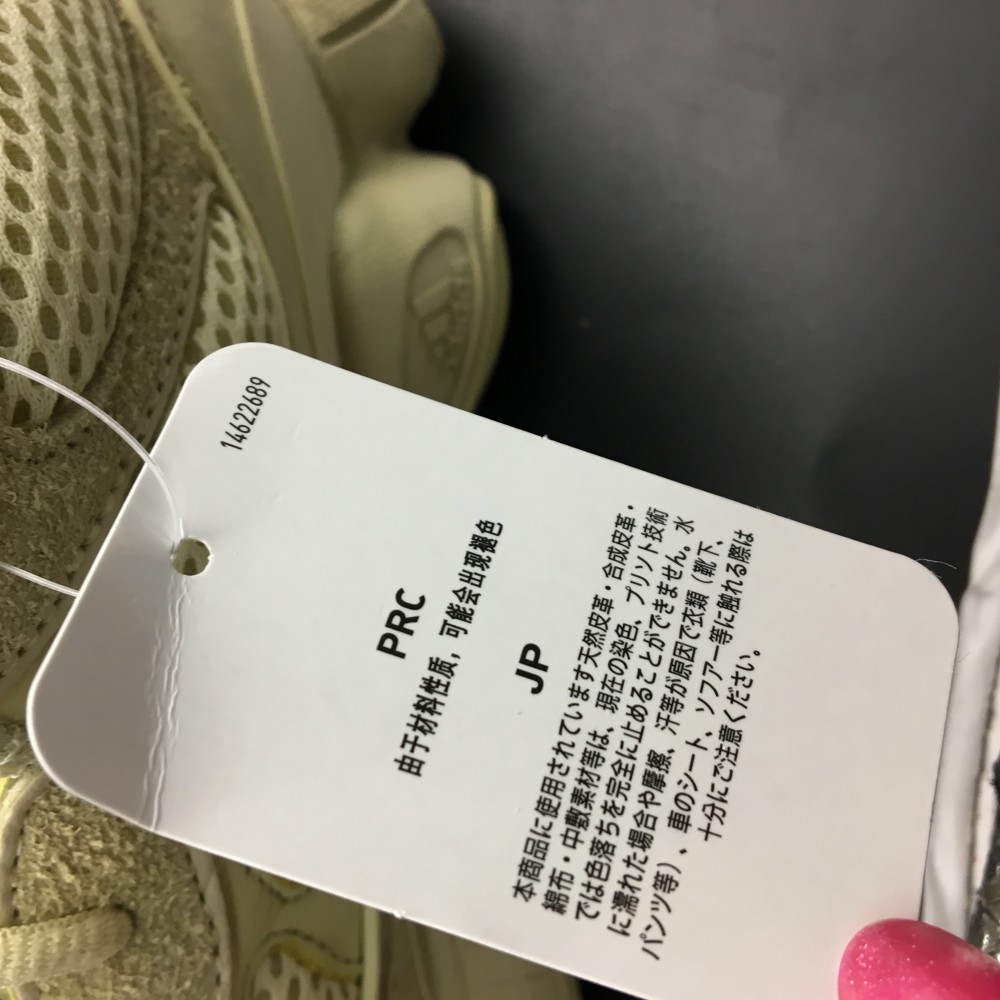 14622689
PRC
由于材料性质，可能会出现褪色
JP
本商品に使用されています天然皮革・合成皮革・
綿布・中敷素材等は、現在の染色、プリント技術
では色落ちを完全に止めることができません。水
に濡れた場合や摩擦、汗等が原因で衣類（靴下、
パンツ等）、車のシート、ソファー等に触れる際は
十分にご注意ください。